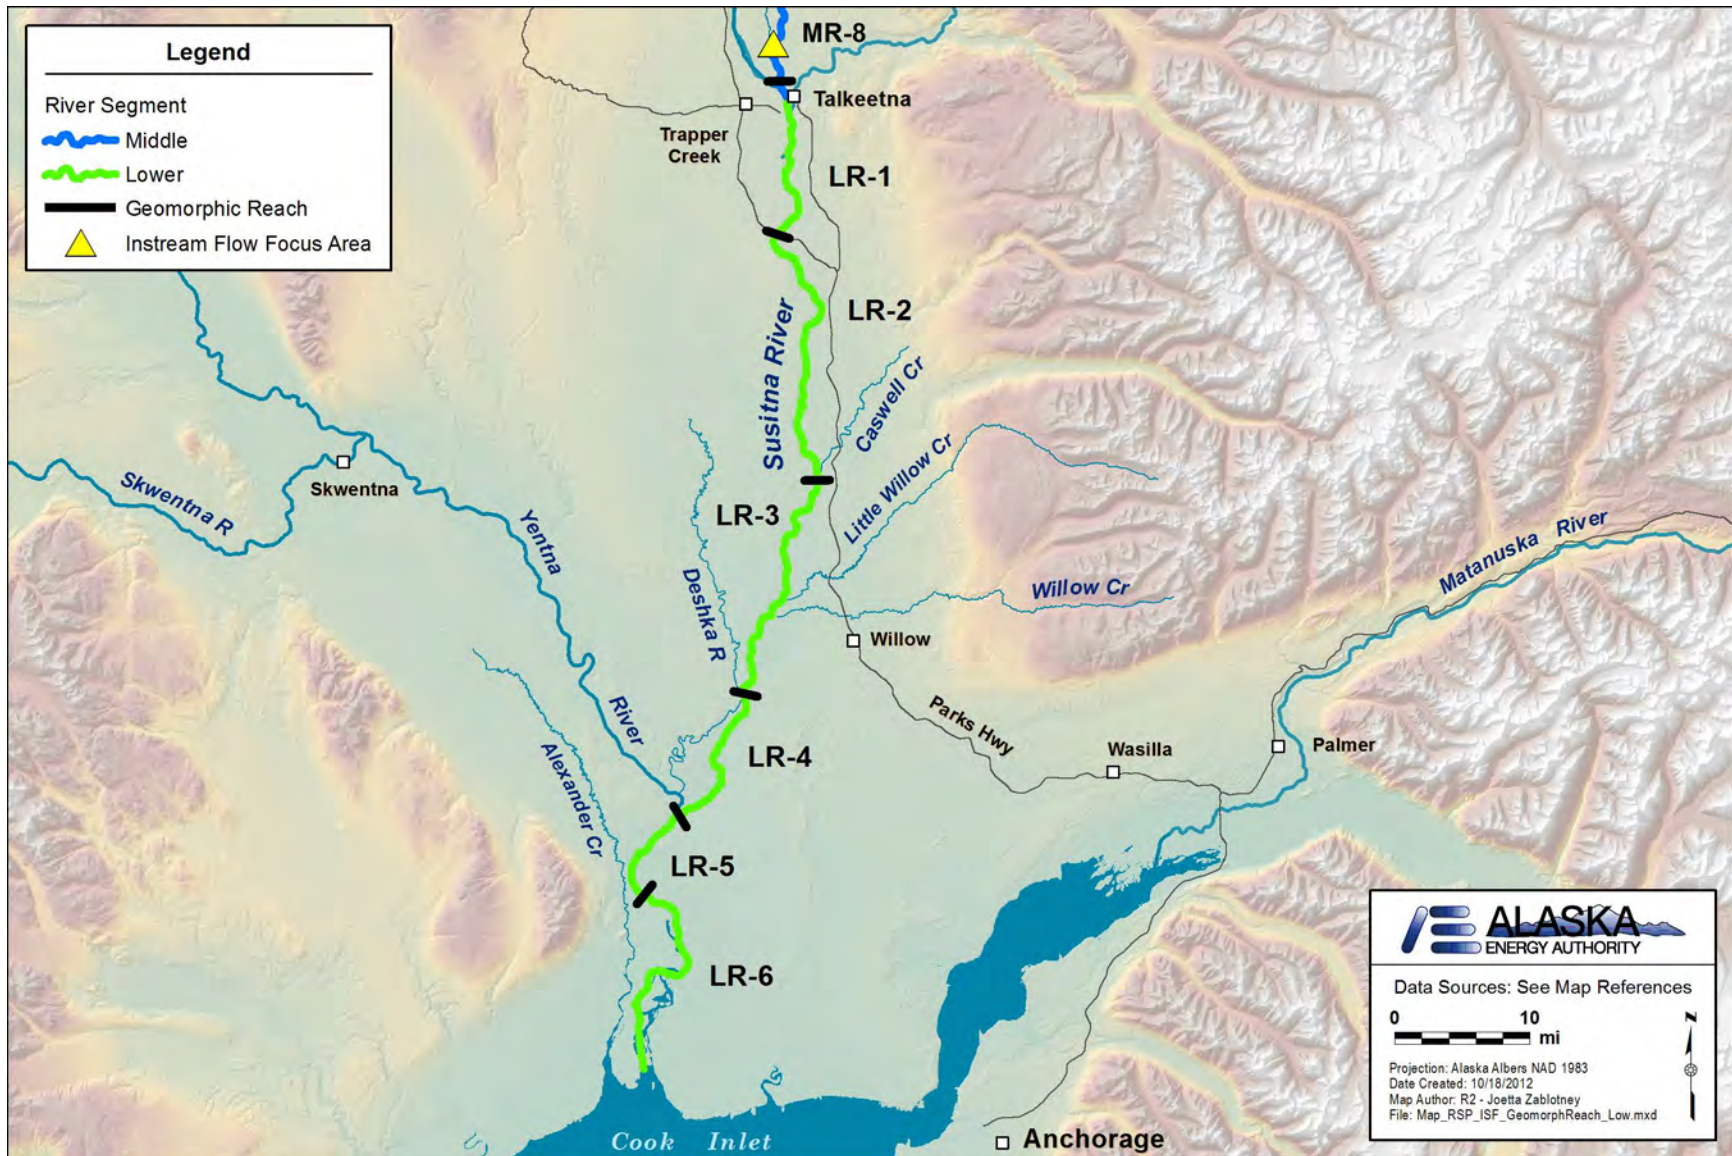 Legend
River Segment
Middle
Lower
Geomorphic Reach
Instream Flow Focus Area
MR-8
Talkeetna
Trapper
Creek
LR-1
LR-2
Susitna River
Caswell Cr
Little Willow Cr
LR-3
Skwentna
Skwentna R
Yentna
River
Deshka R
Willow Cr
Willow
Matanuska River
Parks Hwy
Wasilla
Palmer
LR-4
Alexander Cr
LR-5
LR-6
Cook Inlet
Anchorage
ALASKA
ENERGY AUTHORITY
Data Sources: See Map References
0 10
mi
N
Projection: Alaska Albers NAD 1983
Date Created: 10/18/2012
Map Author: R2 - Joetta Zablotney
File: Map_RSP_ISF_GeomorphReach_Low.mxd